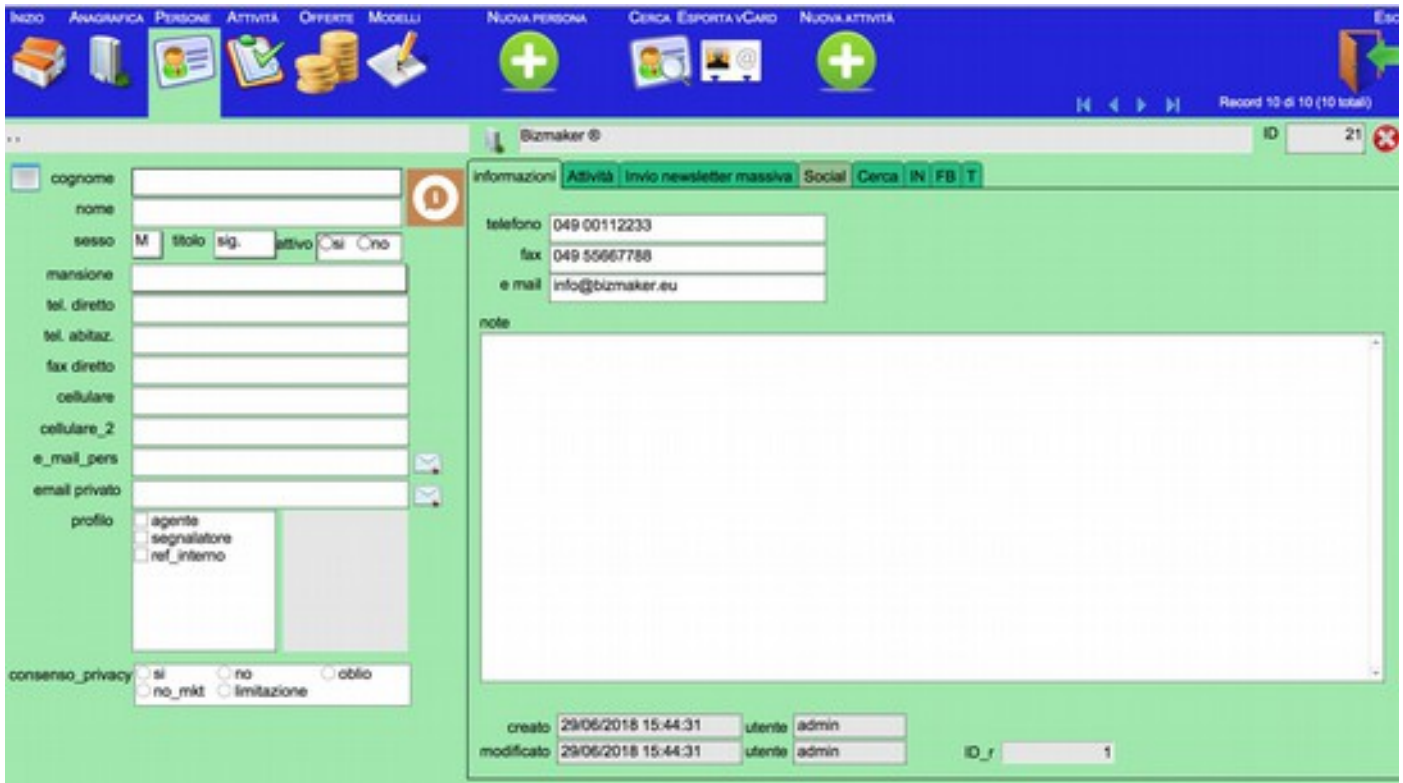 Inizio Anagrafica Persone Attività Offerte Modelli Nuova persona Cerca Esporta vCard Nuova attività Esc
Record 10 di 10 (10 totali)
Bizmaker ® ID 21
informazioni Attività Invio newsletter massiva Social Cerca IN FB T
cognome
nome
sesso M titolo sig. attivo si no
mansione
tel. diretto
tel. abitaz.
fax diretto
cellulare
cellulare_2
e_mail_pers
email privato
profilo agente
segnalatore
ref_interno
consenso_privacy si no oblio
no_mkt limitazione
telefono 049 00112233
fax 049 55667788
e mail info@bizmaker.eu
note
creato 29/06/2018 15:44:31 utente admin
modificato 29/06/2018 15:44:31 utente admin ID_r 1